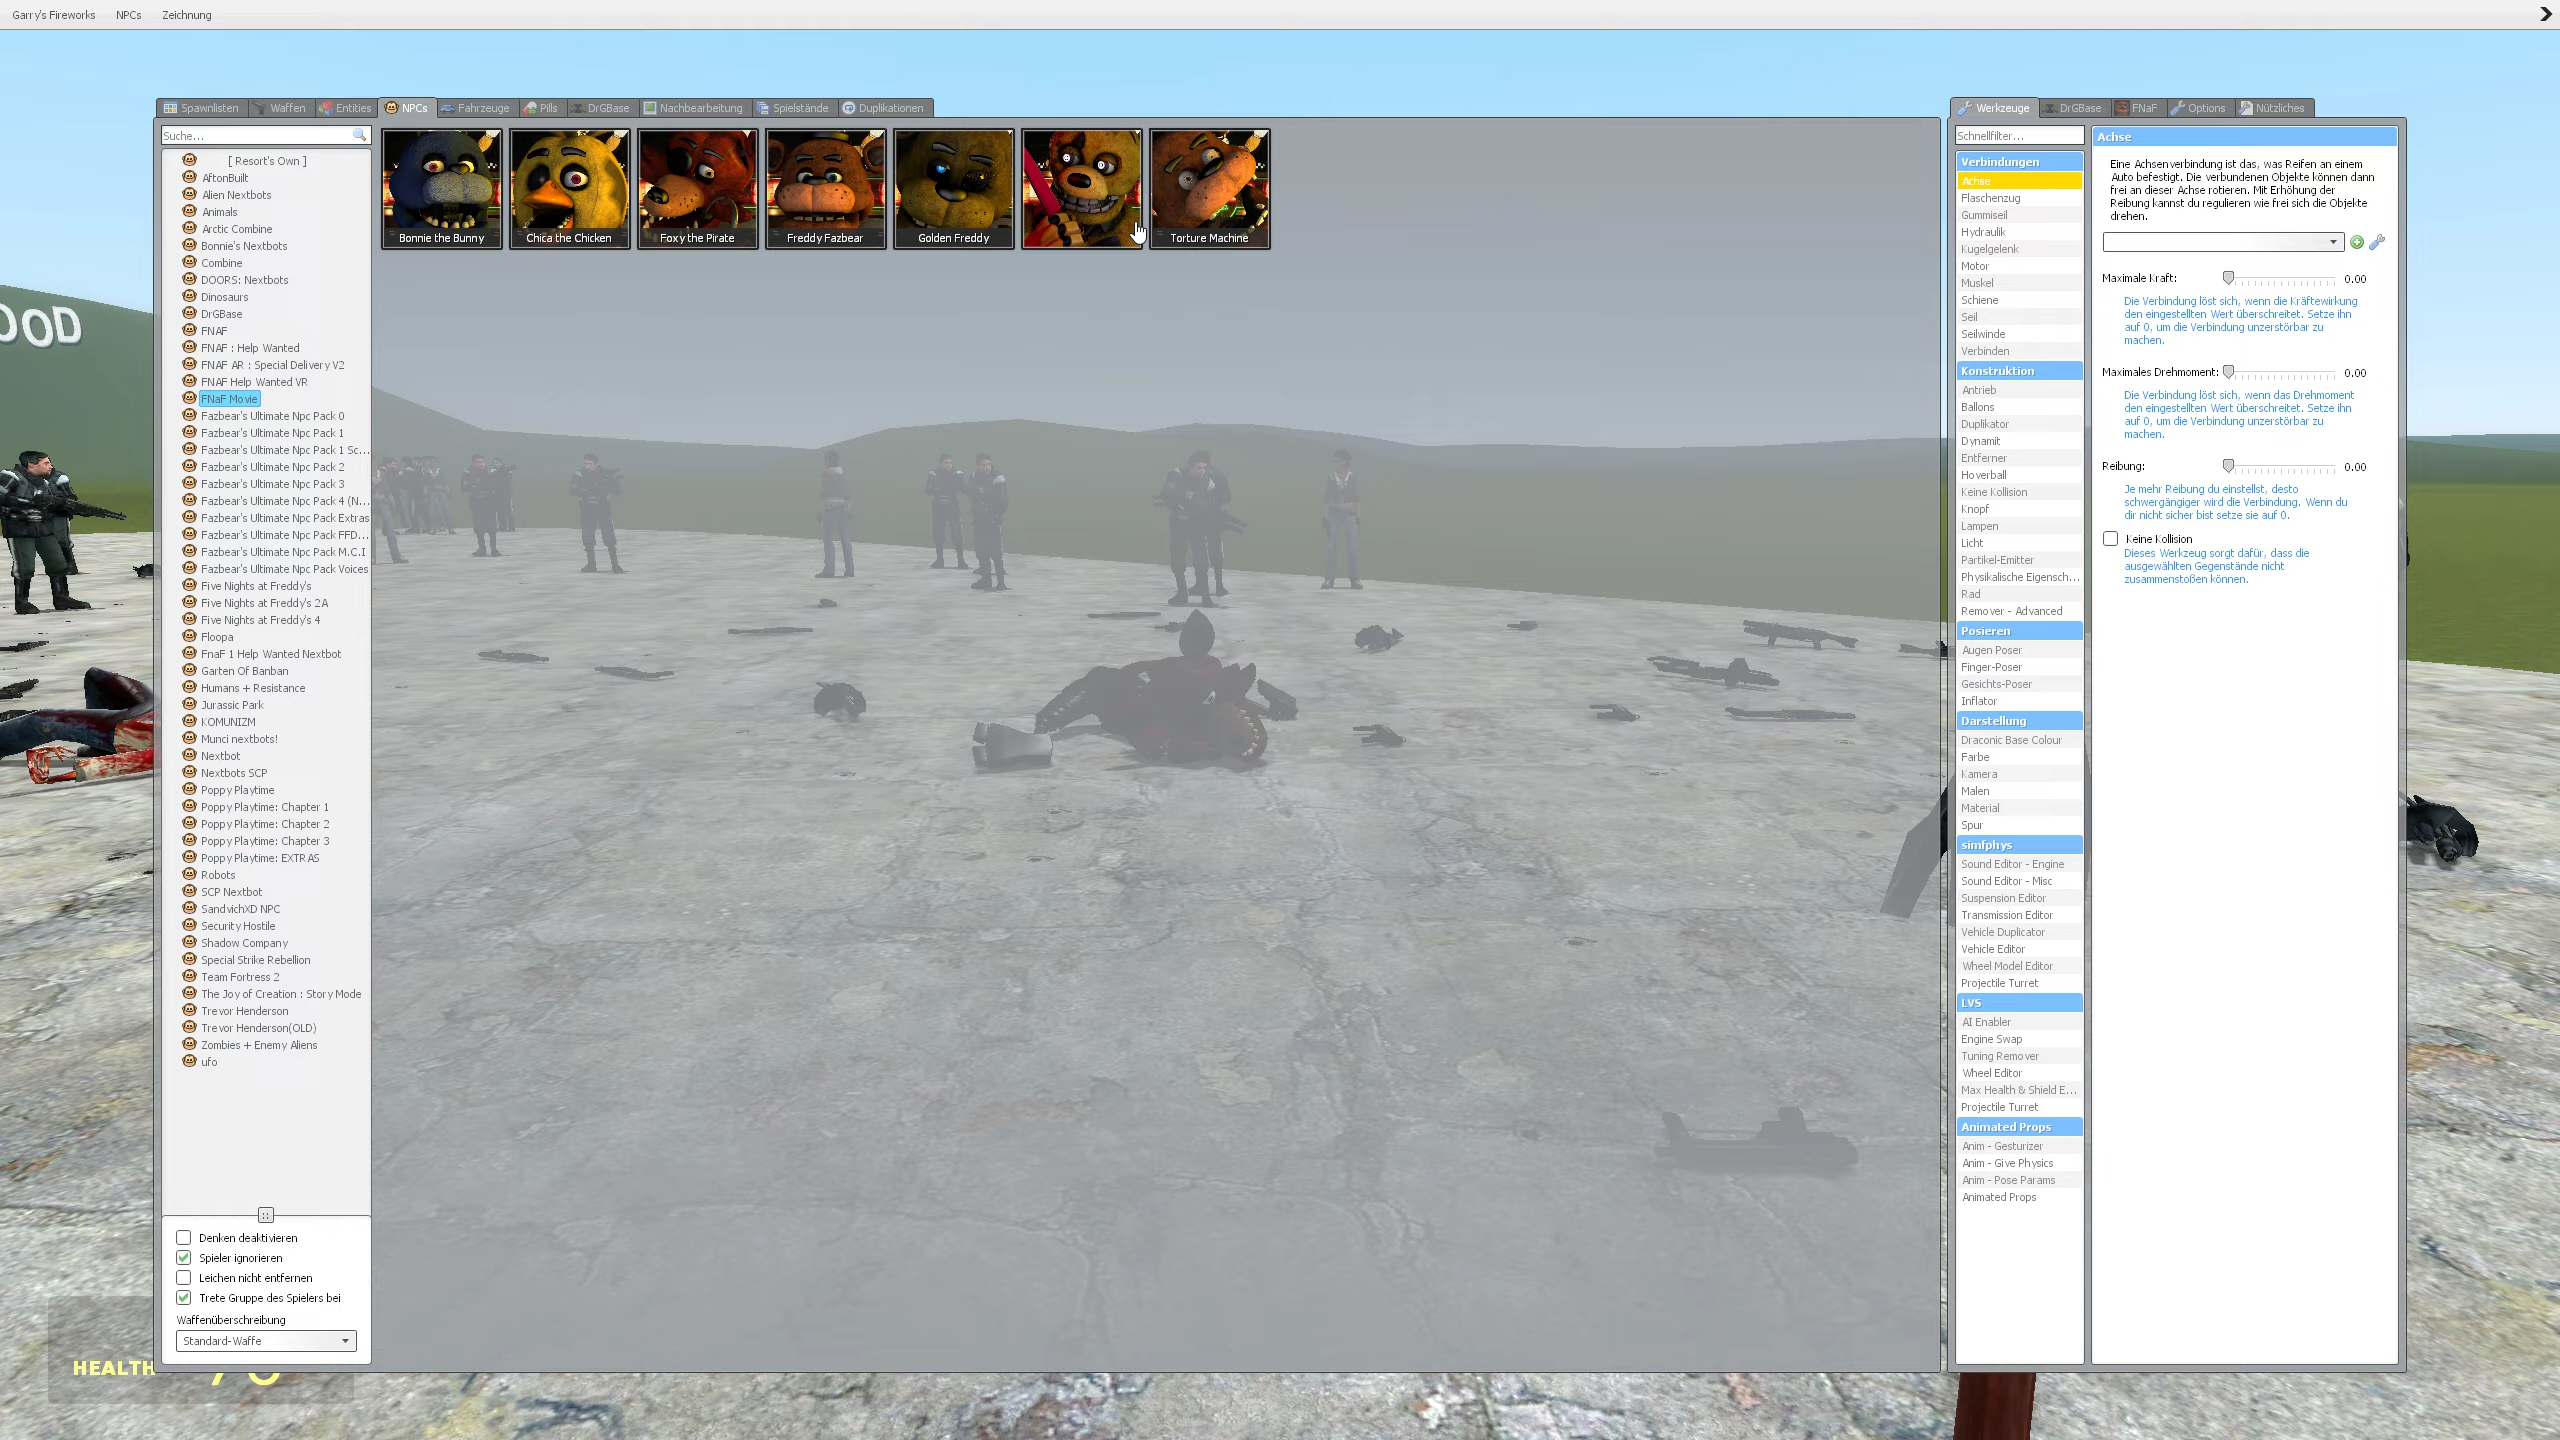 Garry's Fireworks NPCs Zeichnung
Spawnlisten Waffen Entities NPCs Fahrzeuge Pills DrGBase Nachbearbeitung Spielstände Duplikationen
Suche...
[ Resort's Own ]
AftonBuilt
Alien Nextbots
Animals
Arctic Combine
Bonnie's Nextbots
Combine
DOORS: Nextbots
Dinosaurs
DrGBase
FNAF
FNAF : Help Wanted
FNAF AR : Special Delivery V2
FNAF Help Wanted VR
FNaF Movie
Fazbear's Ultimate Npc Pack 0
Fazbear's Ultimate Npc Pack 1
Fazbear's Ultimate Npc Pack 1 Sc...
Fazbear's Ultimate Npc Pack 2
Fazbear's Ultimate Npc Pack 3
Fazbear's Ultimate Npc Pack 4 (N...
Fazbear's Ultimate Npc Pack Extras
Fazbear's Ultimate Npc Pack FFD...
Fazbear's Ultimate Npc Pack M.C.I
Fazbear's Ultimate Npc Pack Voices
Five Nights at Freddy's
Five Nights at Freddy's 2A
Five Nights at Freddy's 4
Floopa
FnaF 1 Help Wanted Nextbot
Garten Of Banban
Humans + Resistance
Jurassic Park
KOMUNIZM
Munci nextbots!
Nextbot
Nextbots SCP
Poppy Playtime
Poppy Playtime: Chapter 1
Poppy Playtime: Chapter 2
Poppy Playtime: Chapter 3
Poppy Playtime: EXTRAS
Robots
SCP Nextbot
SandvichXD NPC
Security Hostile
Shadow Company
Special Strike Rebellion
Team Fortress 2
The Joy of Creation : Story Mode
Trevor Henderson
Trevor Henderson(OLD)
Zombies + Enemy Aliens
ufo
Denken deaktivieren
Spieler ignorieren
Leichen nicht entfernen
Trete Gruppe des Spielers bei
Waffenüberschreibung
Standard-Waffe
HEALTH
Bonnie the Bunny
Chica the Chicken
Foxy the Pirate
Freddy Fazbear
Golden Freddy
Torture Machine
Werkzeuge DrGBase FNaF Options Nützliches
Schnellfilter...
Verbindungen
Achse
Flaschenzug
Gummiseil
Hydraulik
Kugelgelenk
Motor
Muskel
Schiene
Seil
Seilwinde
Verbinden
Konstruktion
Antrieb
Ballons
Duplikator
Dynamit
Entferner
Hoverball
Keine Kollision
Knopf
Lampen
Licht
Partikel-Emitter
Physikalische Eigensch...
Rad
Remover - Advanced
Posieren
Augen Poser
Finger-Poser
Gesichts-Poser
Inflator
Darstellung
Draconic Base Colour
Farbe
Kamera
Malen
Material
Spur
simfphys
Sound Editor - Engine
Sound Editor - Misc
Suspension Editor
Transmission Editor
Vehicle Duplicator
Vehicle Editor
Wheel Model Editor
Projectile Turret
LVS
AI Enabler
Engine Swap
Tuning Remover
Wheel Editor
Max Health & Shield E...
Projectile Turret
Animated Props
Anim - Gesturizer
Anim - Give Physics
Anim - Pose Params
Animated Props
Achse
Eine Achsenverbindung ist das, was Reifen an einem
Auto befestigt. Die verbundenen Objekte können dann
frei an dieser Achse rotieren. Mit Erhöhung der
Reibung kannst du regulieren wie frei sich die Objekte
drehen.
Maximale Kraft: 0.00
Die Verbindung löst sich, wenn die Kräftewirkung
den eingestellten Wert überschreitet. Setze ihn
auf 0, um die Verbindung unzerstörbar zu
machen.
Maximales Drehmoment: 0.00
Die Verbindung löst sich, wenn das Drehmoment
den eingestellten Wert überschreitet. Setze ihn
auf 0, um die Verbindung unzerstörbar zu
machen.
Reibung: 0.00
Je mehr Reibung du einstellst, desto
schwergängiger wird die Verbindung. Wenn du
dir nicht sicher bist setze sie auf 0.
Keine Kollision
Dieses Werkzeug sorgt dafür, dass die
ausgewählten Gegenstände nicht
zusammenstoßen können.